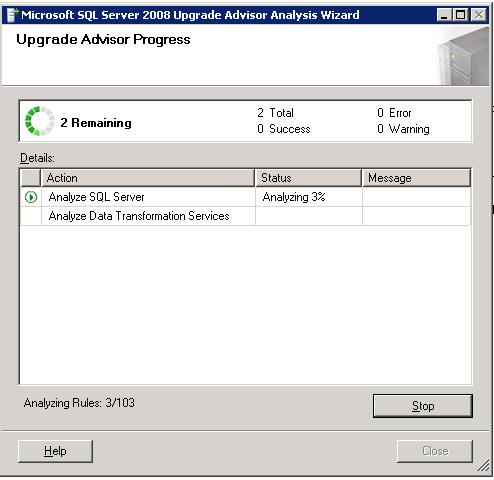 Microsoft SQL Server 2008 Upgrade Advisor Analysis Wizard
Upgrade Advisor Progress
2 Remaining
2 Total
0 Error
0 Success
0 Warning
Details:
Action Status Message
Analyze SQL Server Analyzing 3%
Analyze Data Transformation Services
Analyzing Rules: 3/103
Stop
Help
Close